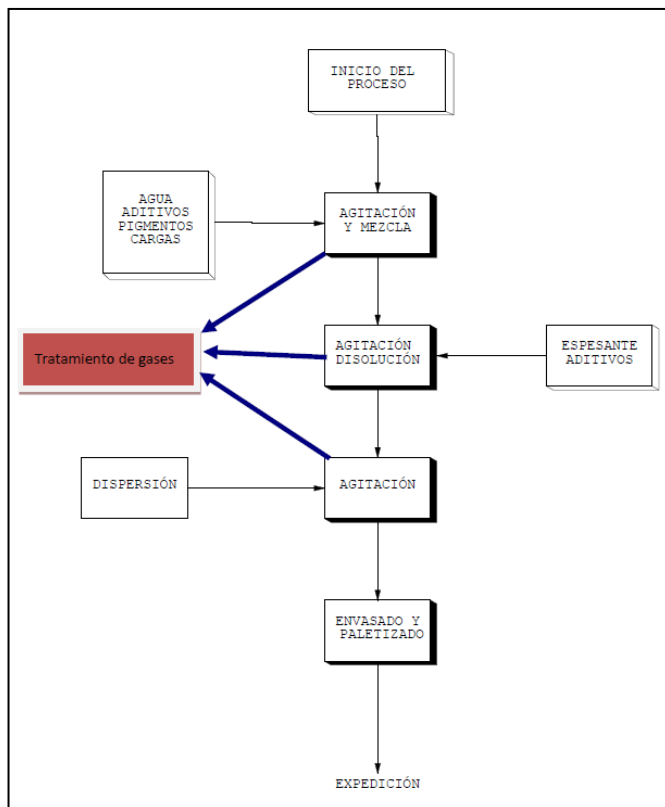 INICIO DEL
PROCESO
AGUA
ADITIVOS
PIGMENTOS
CARGAS
AGITACIÓN
Y MEZCLA
Tratamiento de gases
AGITACIÓN
DISOLUCIÓN
ESPESANTE
ADITIVOS
DISPERSIÓN
AGITACIÓN
ENVASADO Y
PALETIZADO
EXPEDICIÓN